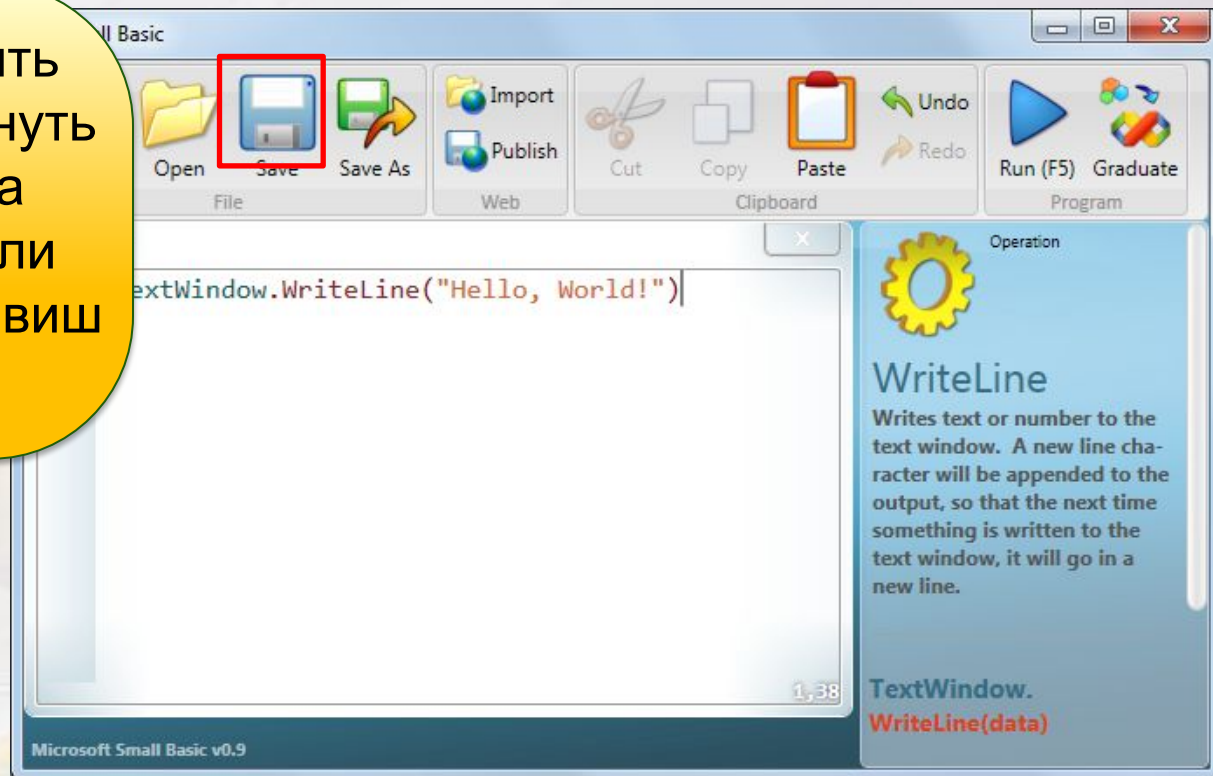 ить
нуть
а
ли
виш
ll Basic
Open
Save
Save As
File
Import
Publish
Web
Cut
Copy
Paste
Clipboard
Undo
Redo
Run (F5)
Graduate
Program
extWindow.WriteLine("Hello, World!")
1,38
Microsoft Small Basic v0.9
Operation
WriteLine
Writes text or number to the
text window. A new line cha-
racter will be appended to the
output, so that the next time
something is written to the
text window, it will go in a
new line.
TextWindow.
WriteLine(data)